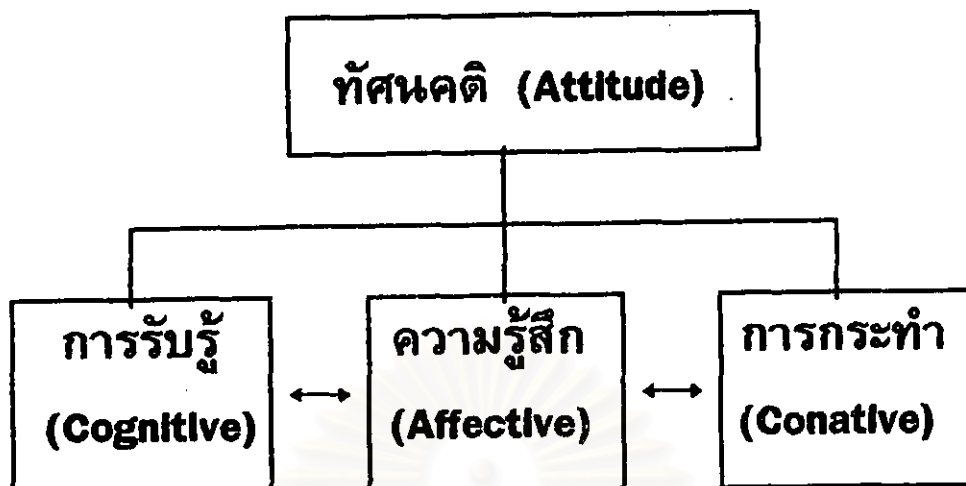 ทัศนคติ (Attitude)
การรับรู้
(Cognitive)
ความรู้สึก
(Affective)
การกระทำ
(Conative)